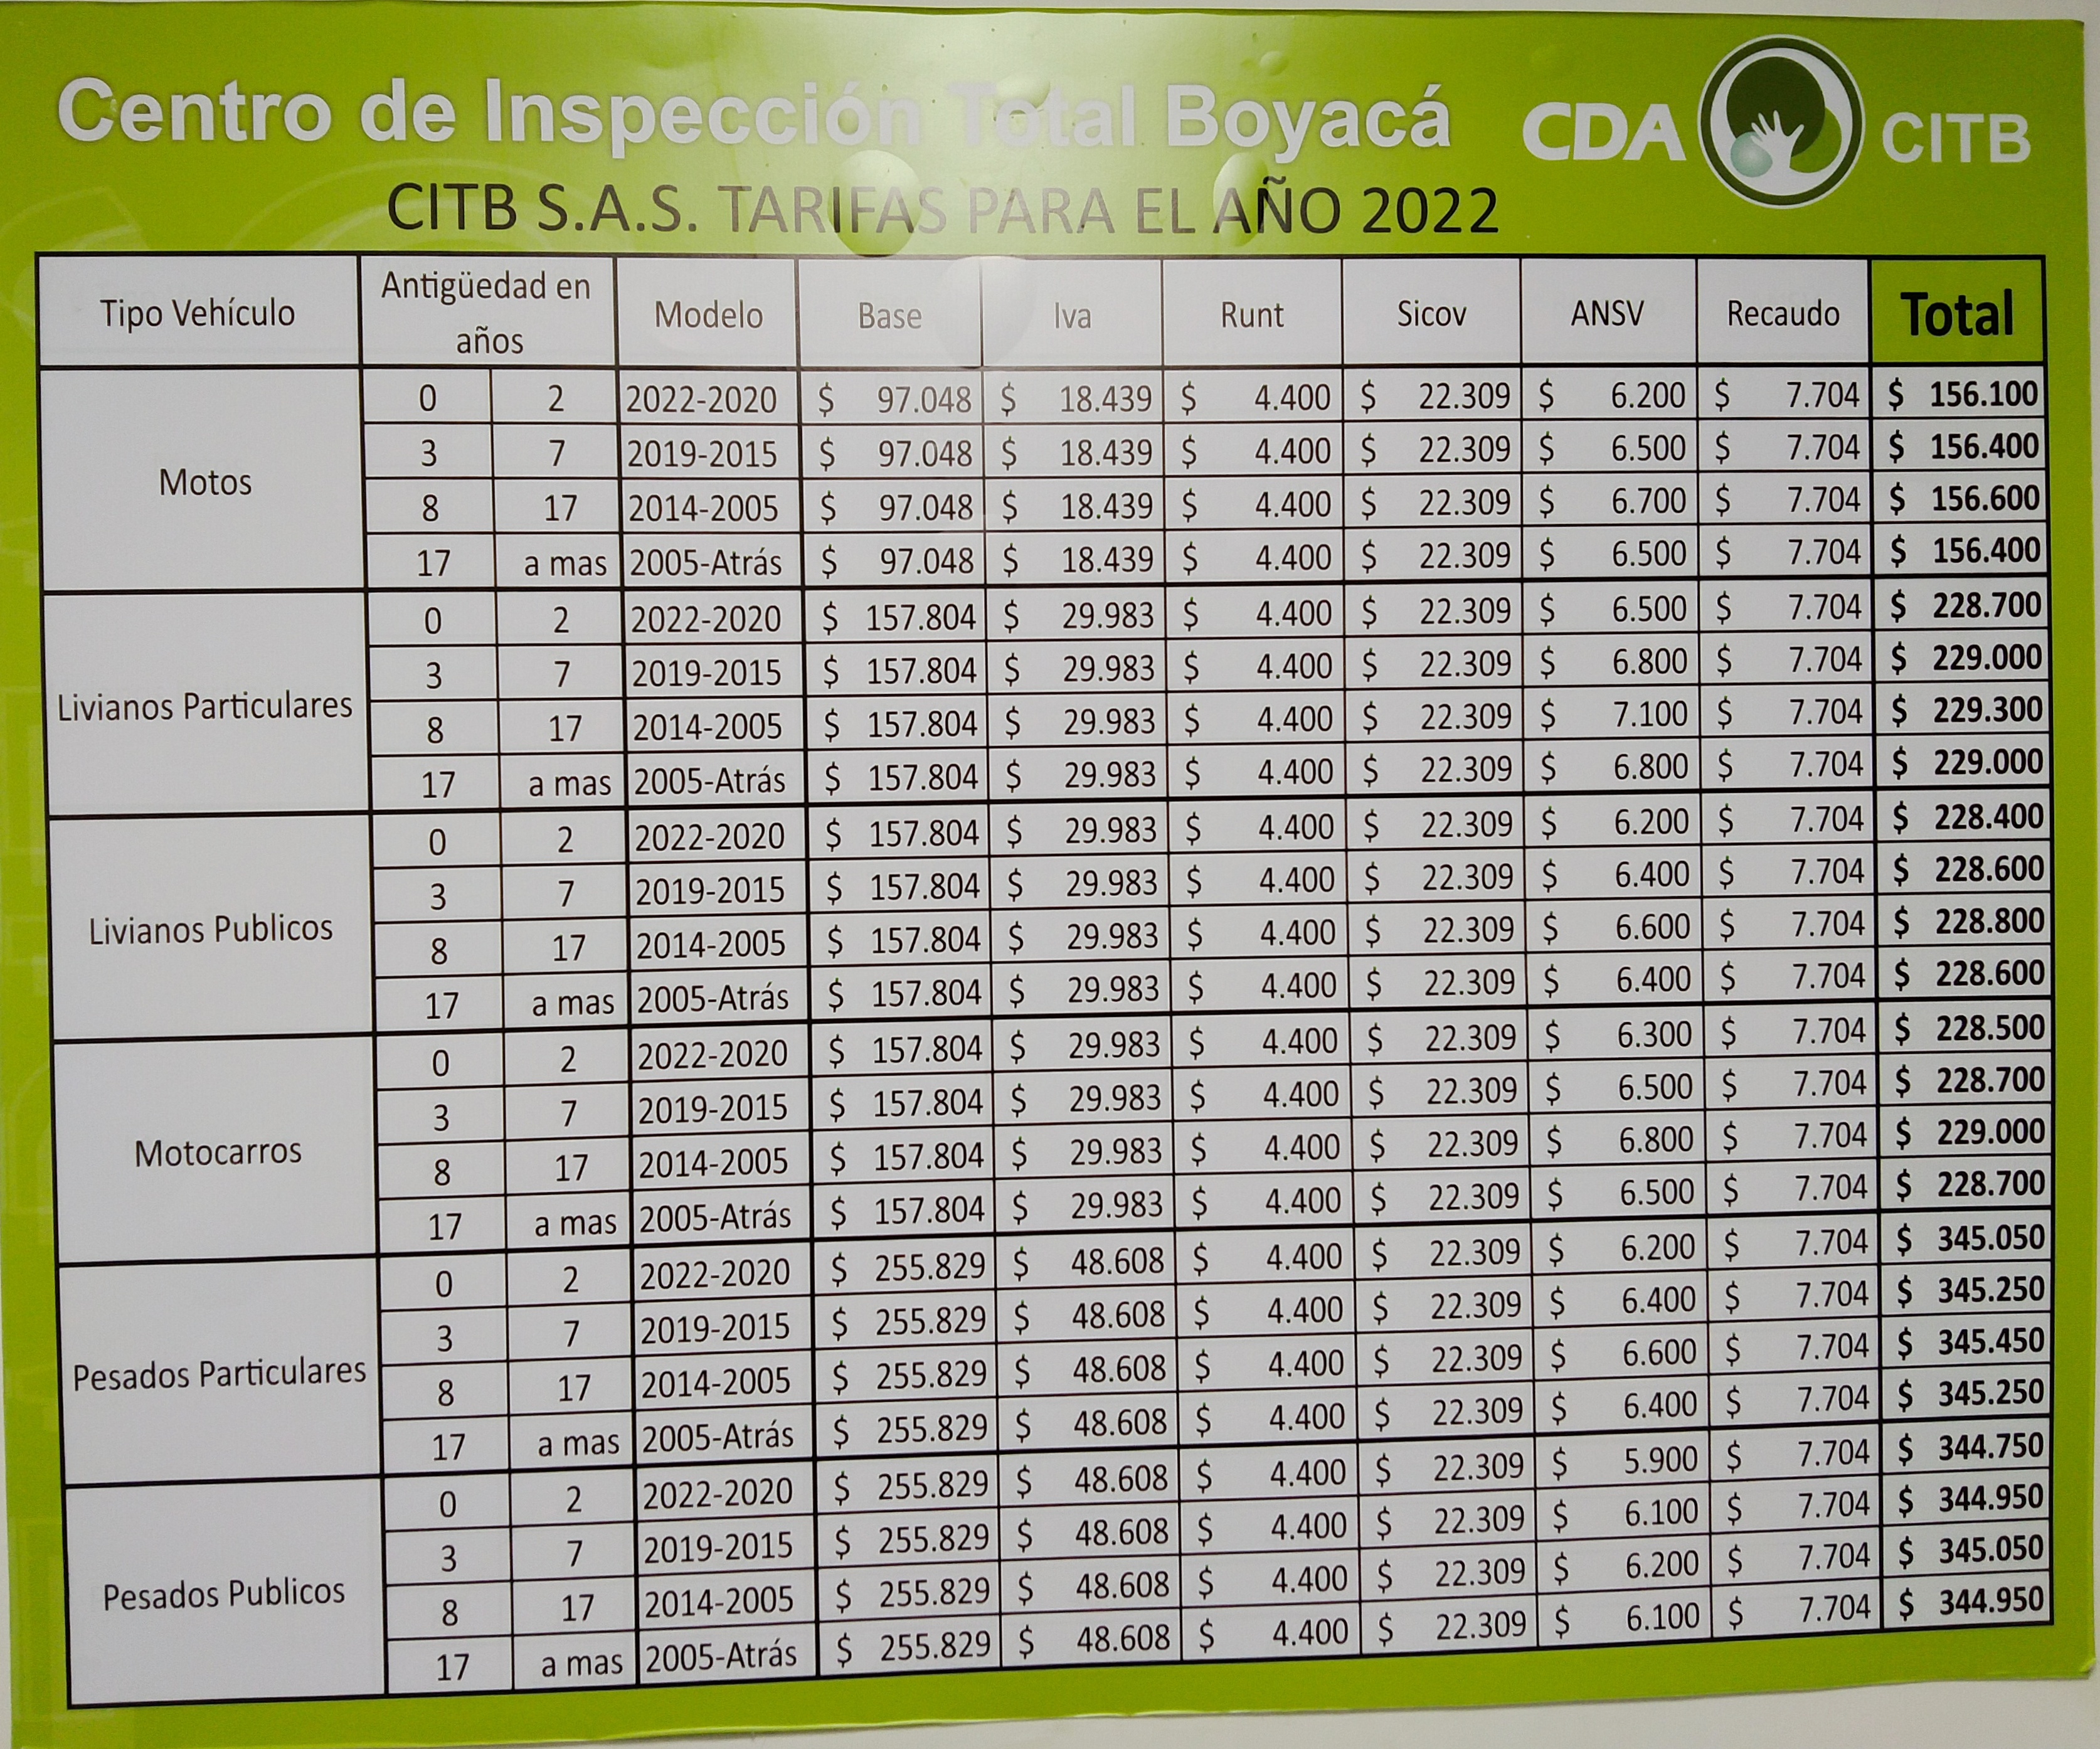 Centro de Inspección Total Boyacá CDA CITB
CITB S.A.S. TARIFAS PARA EL AÑO 2022
Tipo Vehículo Antigüedad en años Modelo Base Iva Runt Sicov ANSV Recaudo Total
Motos
0 2 2022-2020 $ 97.048 $ 18.439 $ 4.400 $ 22.309 $ 6.200 $ 7.704 $ 156.100
3 7 2019-2015 $ 97.048 $ 18.439 $ 4.400 $ 22.309 $ 6.500 $ 7.704 $ 156.400
8 17 2014-2005 $ 97.048 $ 18.439 $ 4.400 $ 22.309 $ 6.700 $ 7.704 $ 156.600
17 a mas 2005-Atrás $ 97.048 $ 18.439 $ 4.400 $ 22.309 $ 6.500 $ 7.704 $ 156.400
Livianos Particulares
0 2 2022-2020 $ 157.804 $ 29.983 $ 4.400 $ 22.309 $ 6.500 $ 7.704 $ 228.700
3 7 2019-2015 $ 157.804 $ 29.983 $ 4.400 $ 22.309 $ 6.800 $ 7.704 $ 229.000
8 17 2014-2005 $ 157.804 $ 29.983 $ 4.400 $ 22.309 $ 7.100 $ 7.704 $ 229.300
17 a mas 2005-Atrás $ 157.804 $ 29.983 $ 4.400 $ 22.309 $ 6.800 $ 7.704 $ 229.000
Livianos Publicos
0 2 2022-2020 $ 157.804 $ 29.983 $ 4.400 $ 22.309 $ 6.200 $ 7.704 $ 228.400
3 7 2019-2015 $ 157.804 $ 29.983 $ 4.400 $ 22.309 $ 6.400 $ 7.704 $ 228.600
8 17 2014-2005 $ 157.804 $ 29.983 $ 4.400 $ 22.309 $ 6.600 $ 7.704 $ 228.800
17 a mas 2005-Atrás $ 157.804 $ 29.983 $ 4.400 $ 22.309 $ 6.400 $ 7.704 $ 228.600
Motocarros
0 2 2022-2020 $ 157.804 $ 29.983 $ 4.400 $ 22.309 $ 6.300 $ 7.704 $ 228.500
3 7 2019-2015 $ 157.804 $ 29.983 $ 4.400 $ 22.309 $ 6.500 $ 7.704 $ 228.700
8 17 2014-2005 $ 157.804 $ 29.983 $ 4.400 $ 22.309 $ 6.800 $ 7.704 $ 229.000
17 a mas 2005-Atrás $ 157.804 $ 29.983 $ 4.400 $ 22.309 $ 6.500 $ 7.704 $ 228.700
Pesados Particulares
0 2 2022-2020 $ 255.829 $ 48.608 $ 4.400 $ 22.309 $ 6.200 $ 7.704 $ 345.050
3 7 2019-2015 $ 255.829 $ 48.608 $ 4.400 $ 22.309 $ 6.400 $ 7.704 $ 345.250
8 17 2014-2005 $ 255.829 $ 48.608 $ 4.400 $ 22.309 $ 6.600 $ 7.704 $ 345.450
17 a mas 2005-Atrás $ 255.829 $ 48.608 $ 4.400 $ 22.309 $ 6.400 $ 7.704 $ 345.250
Pesados Publicos
0 2 2022-2020 $ 255.829 $ 48.608 $ 4.400 $ 22.309 $ 5.900 $ 7.704 $ 344.750
3 7 2019-2015 $ 255.829 $ 48.608 $ 4.400 $ 22.309 $ 6.100 $ 7.704 $ 344.950
8 17 2014-2005 $ 255.829 $ 48.608 $ 4.400 $ 22.309 $ 6.200 $ 7.704 $ 345.050
17 a mas 2005-Atrás $ 255.829 $ 48.608 $ 4.400 $ 22.309 $ 6.100 $ 7.704 $ 344.950